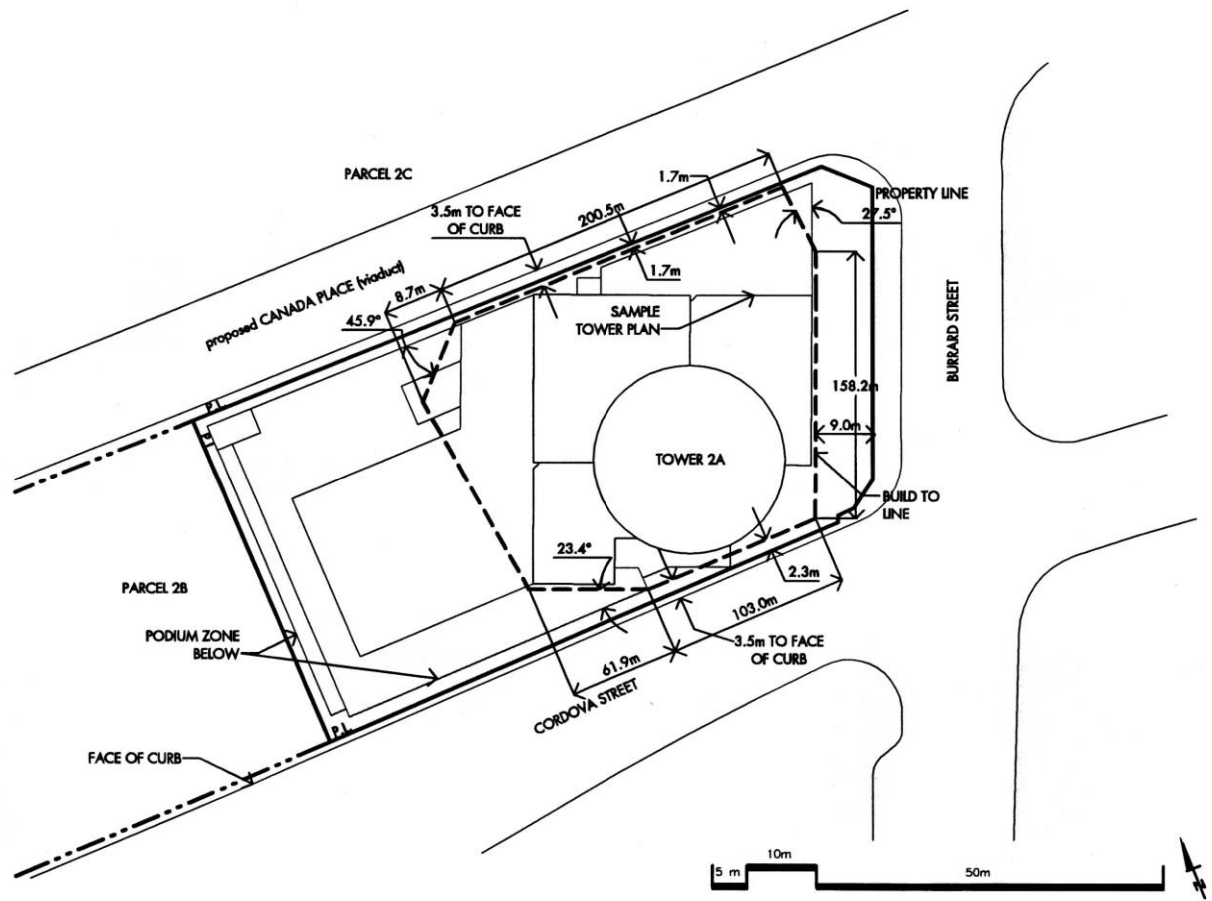 PARCEL 2C
1.7m
PROPERTY LINE
200.5m
27.5°
3.5m TO FACE
OF CURB
1.7m
proposed CANADA PLACE (viaduct)
8.7m
45.9°
SAMPLE
TOWER PLAN
BURRARD STREET
158.2m
9.0m
P.L.
P.L.
TOWER 2A
BUILD TO
LINE
23.4°
2.3m
PARCEL 2B
103.0m
PODIUM ZONE
BELOW
3.5m TO FACE
OF CURB
61.9m
CORDOVA STREET
P.L.
FACE OF CURB
5 m
10m
50m
N